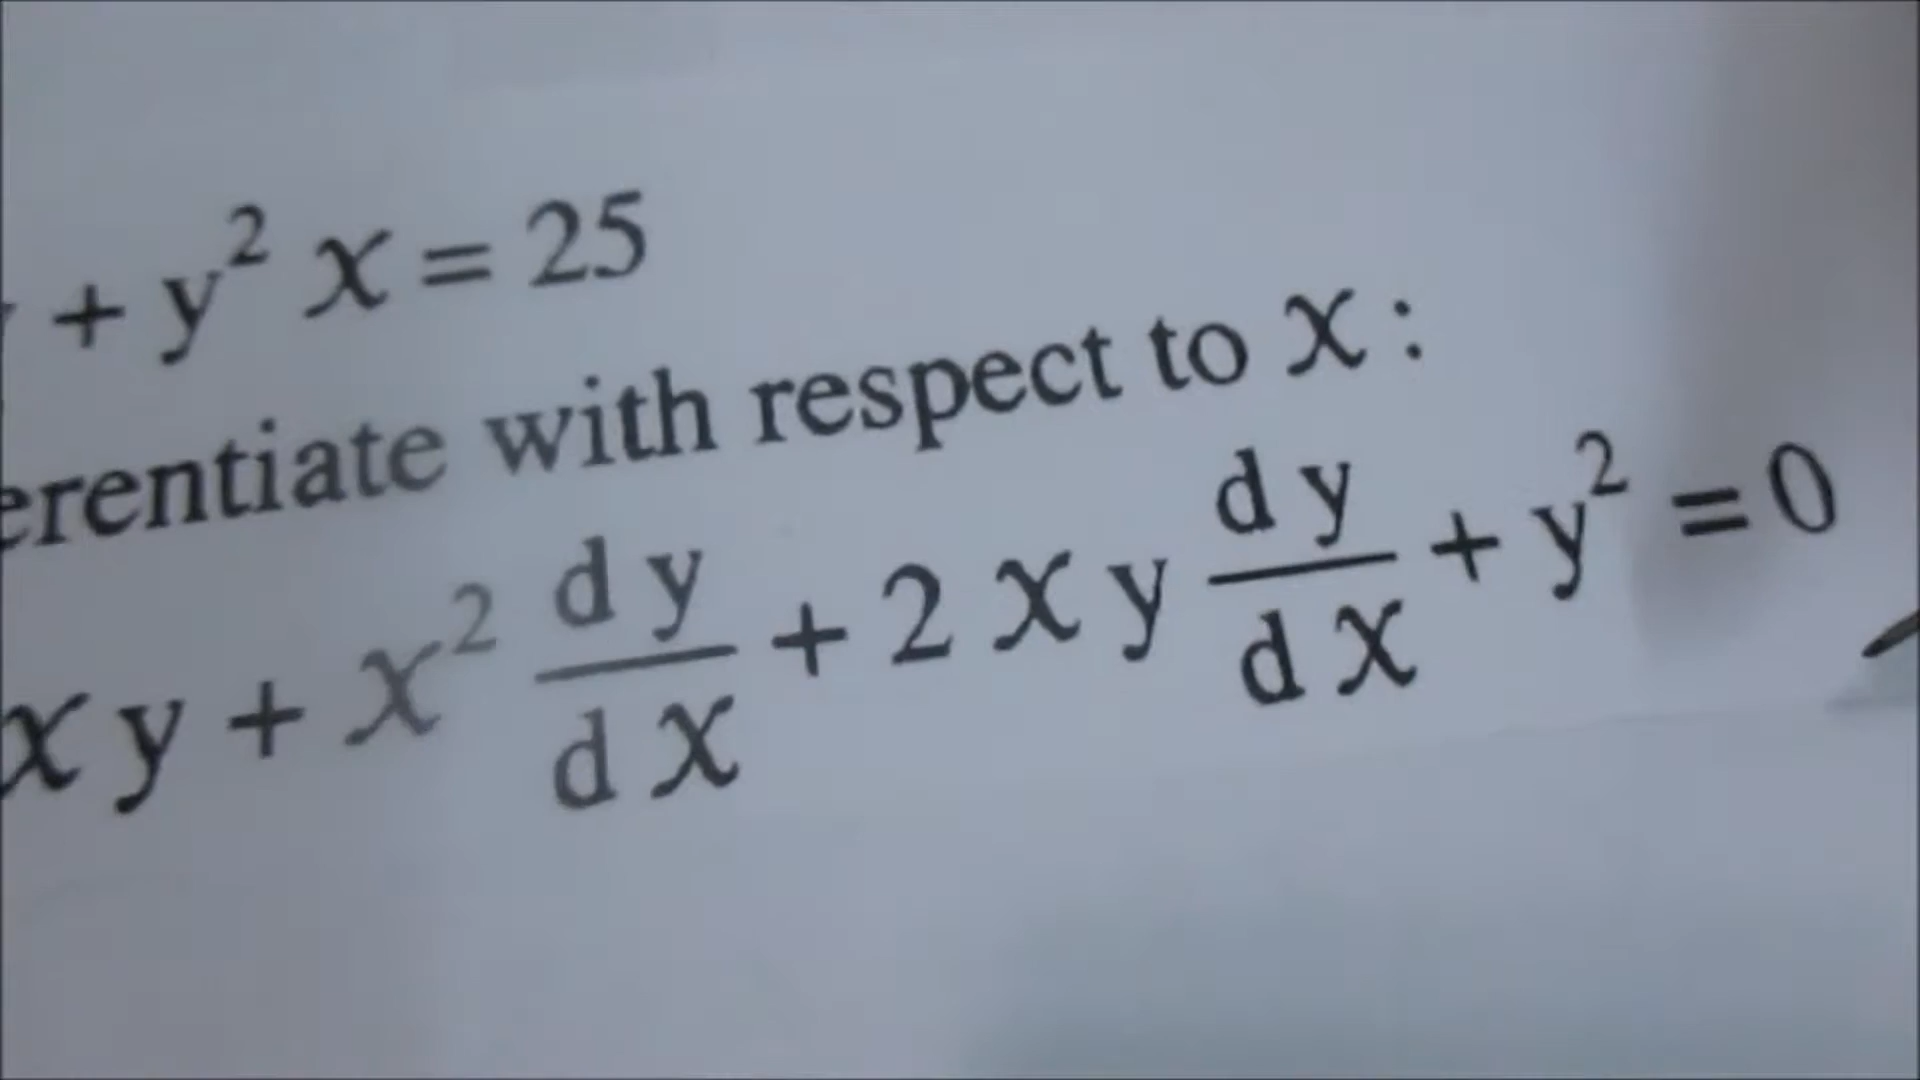 + y² x = 25
erentiate with respect to x :
x y + x² dy/dx + 2 x y dy/dx + y² = 0